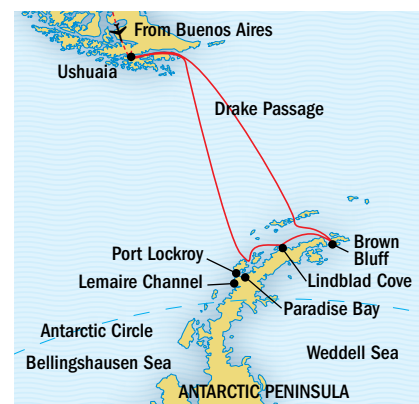 From Buenos Aires
Ushuaia
Drake Passage
Brown
Bluff
Port Lockroy
Lindblad Cove
Lemaire Channel
Paradise Bay
Antarctic Circle
Weddell Sea
Bellingshausen Sea
ANTARCTIC PENINSULA